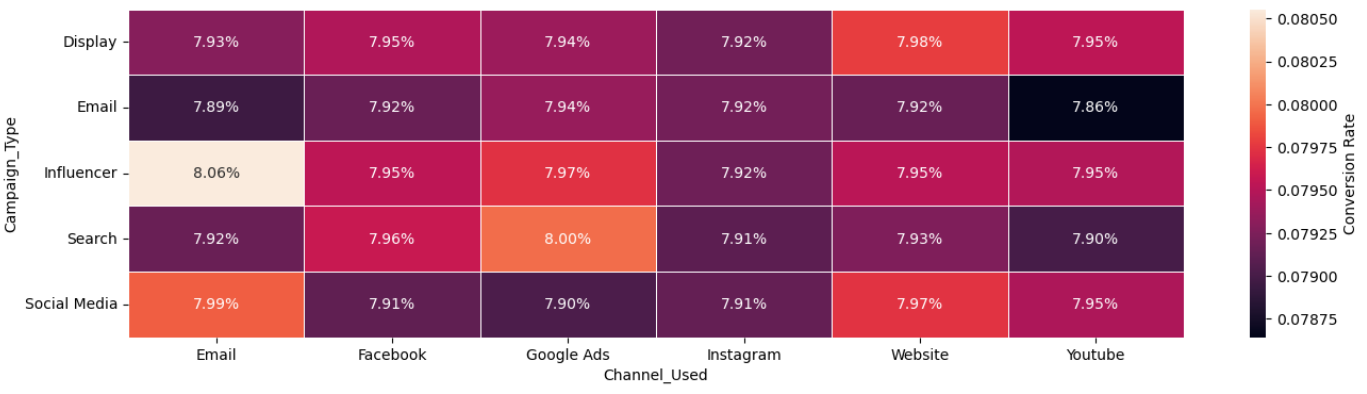 Display 7.93% 7.95% 7.94% 7.92% 7.98% 7.95%
Email 7.89% 7.92% 7.94% 7.92% 7.92% 7.86%
Influencer 8.06% 7.95% 7.97% 7.92% 7.95% 7.95%
Search 7.92% 7.96% 8.00% 7.91% 7.93% 7.90%
Social Media 7.99% 7.91% 7.90% 7.91% 7.97% 7.95%
Email Facebook Google Ads Instagram Website Youtube
Channel_Used
Campaign_Type
0.08050
0.08025
0.08000
0.07975
0.07950
0.07925
0.07900
0.07875
Conversion Rate